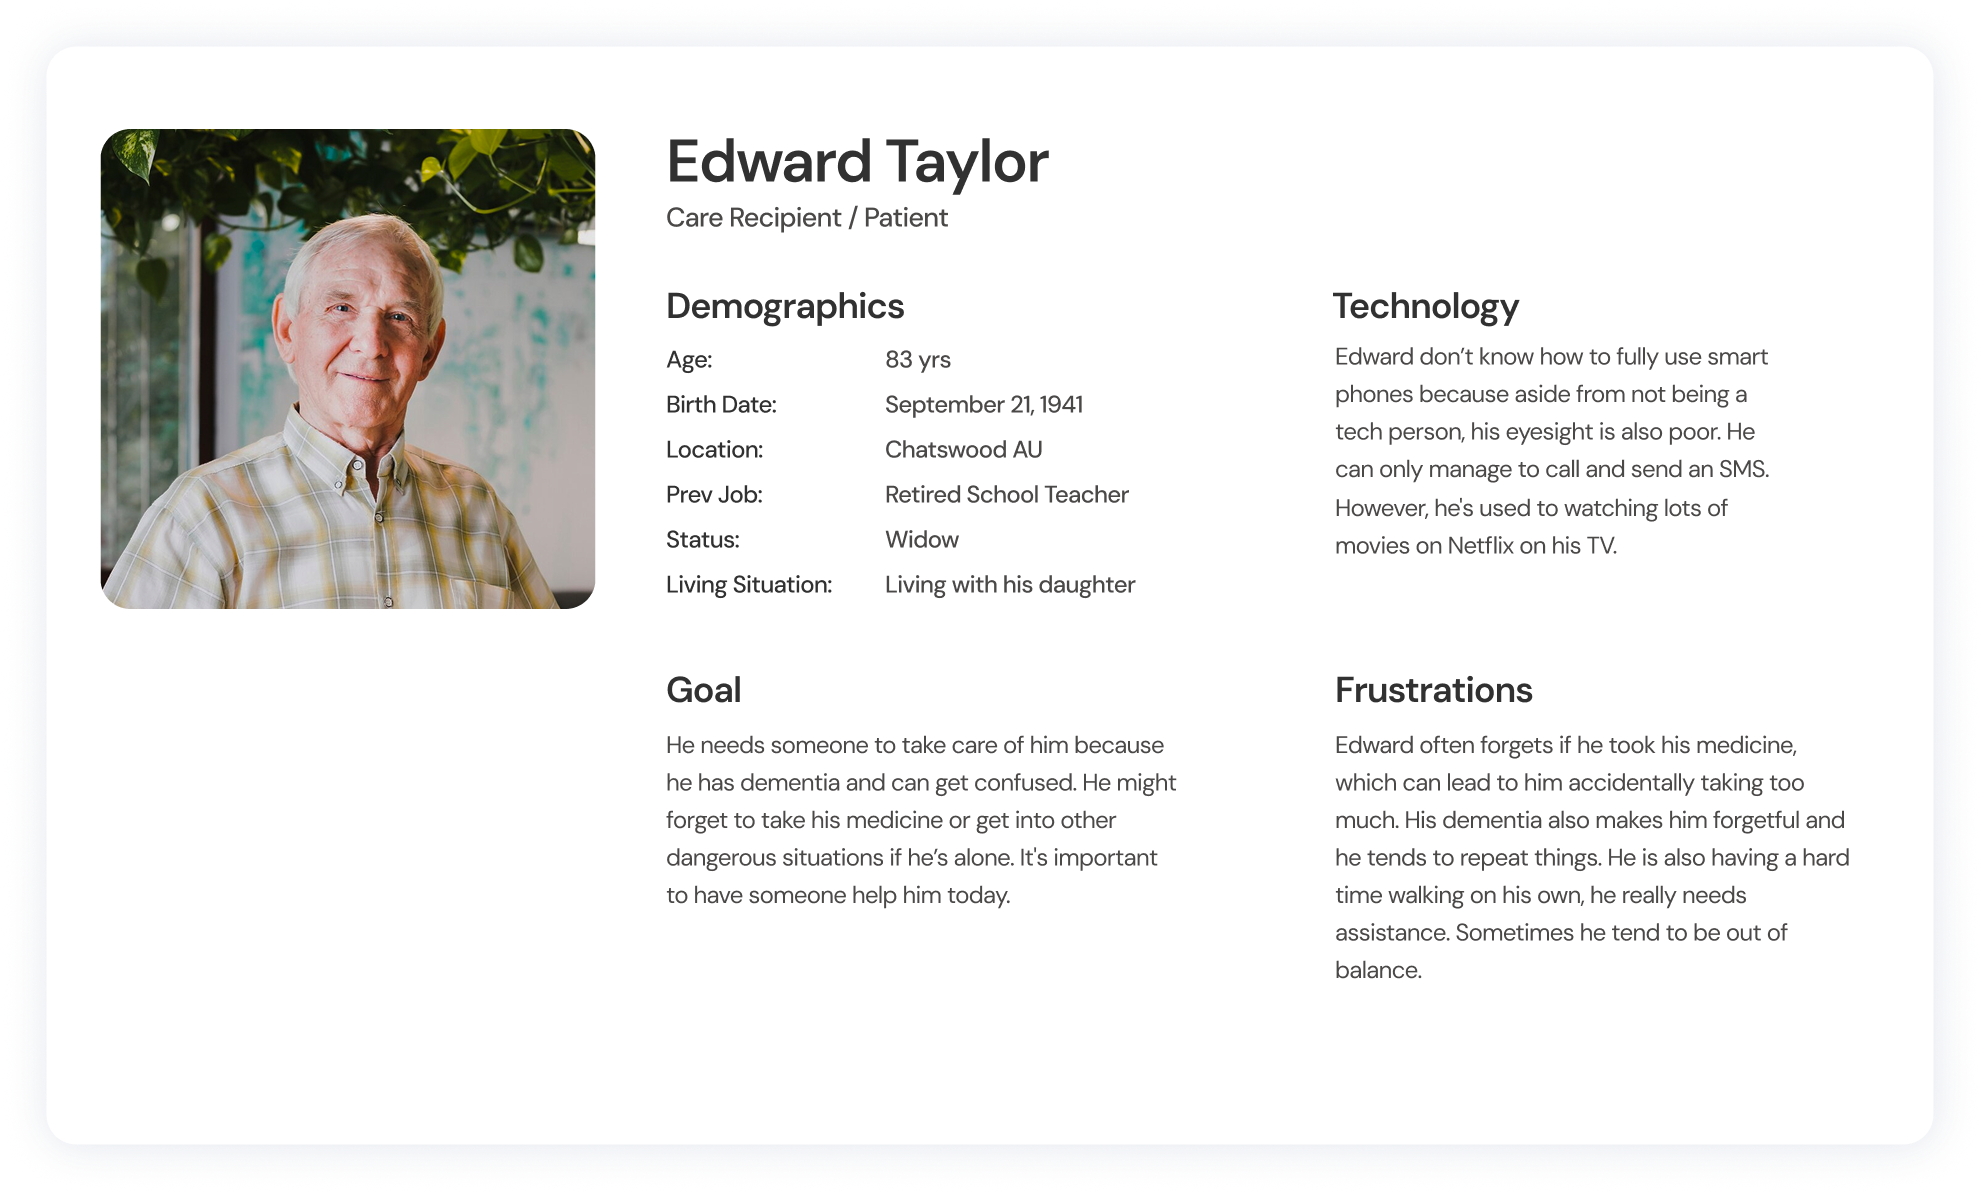 Edward Taylor
Care Recipient / Patient
Demographics
Age: 83 yrs
Birth Date: September 21, 1941
Location: Chatswood AU
Prev Job: Retired School Teacher
Status: Widow
Living Situation: Living with his daughter
Technology
Edward don’t know how to fully use smart
phones because aside from not being a
tech person, his eyesight is also poor. He
can only manage to call and send an SMS.
However, he's used to watching lots of
movies on Netflix on his TV.
Goal
He needs someone to take care of him because
he has dementia and can get confused. He might
forget to take his medicine or get into other
dangerous situations if he’s alone. It's important
to have someone help him today.
Frustrations
Edward often forgets if he took his medicine,
which can lead to him accidentally taking too
much. His dementia also makes him forgetful and
he tends to repeat things. He is also having a hard
time walking on his own, he really needs
assistance. Sometimes he tend to be out of
balance.